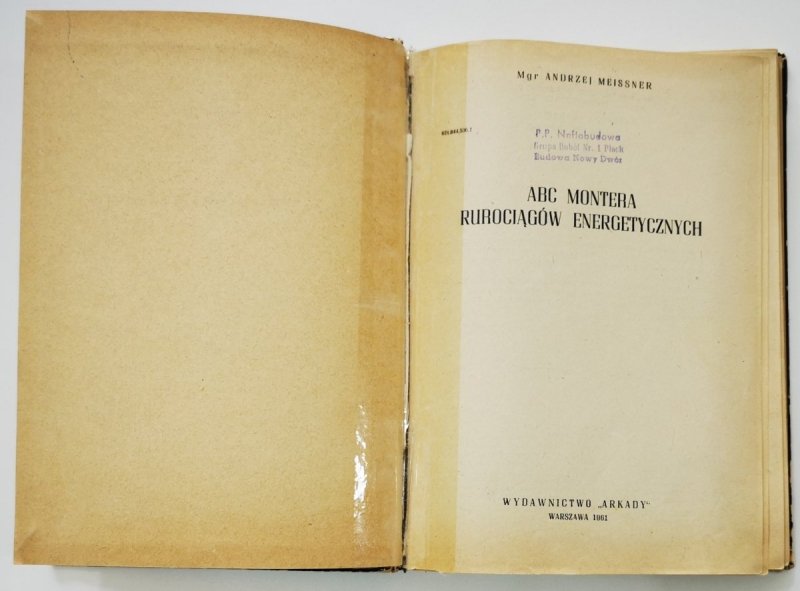 Mgr ANDRZEJ MEISSNER
P.P. Naftobudowa
Grupa Robót Nr. 1 Płock
Budowa Nowy Dwór
ABC MONTERA
RUROCIĄGÓW ENERGETYCZNYCH
WYDAWNICTWO „ARKADY"
WARSZAWA 1961